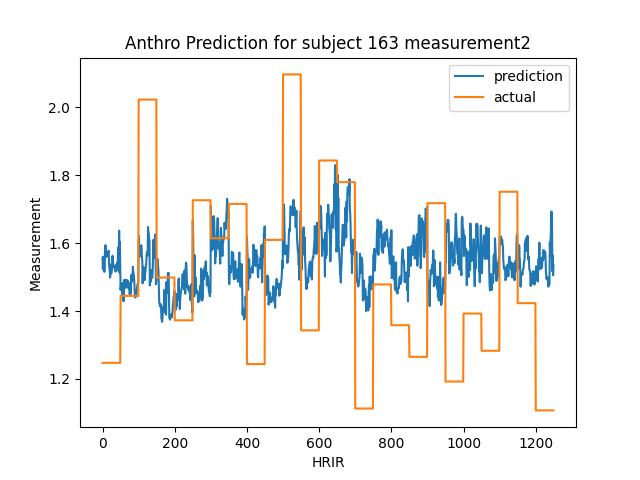 Anthro Prediction for subject 163 measurement2
prediction
actual
Measurement
2.0
1.8
1.6
1.4
1.2
0 200 400 600 800 1000 1200
HRIR